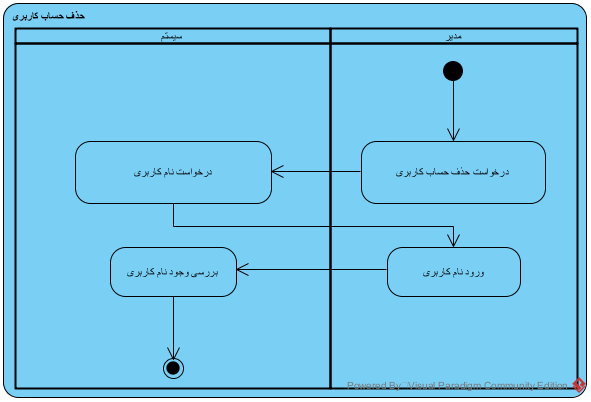 حذف حساب کاربری
مدیر
سیستم
درخواست حذف حساب کاربری
درخواست نام کاربری
ورود نام کاربری
بررسی وجود نام کاربری
Powered By Visual Paradigm Community Edition